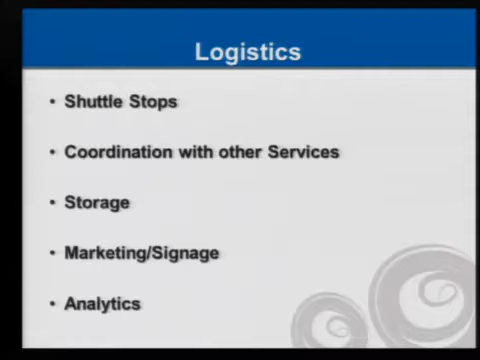 Logistics
• Shuttle Stops
• Coordination with other Services
• Storage
• Marketing/Signage
• Analytics